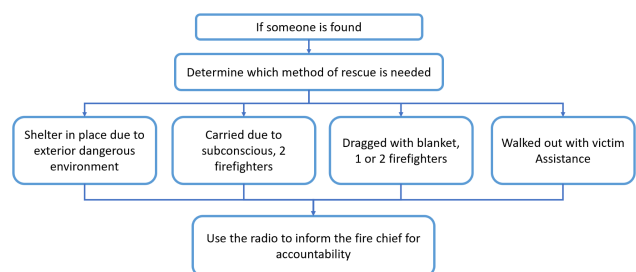 If someone is found
Determine which method of rescue is needed
Shelter in place due to
exterior dangerous
environment
Carried due to
subconscious, 2
firefighters
Dragged with blanket,
1 or 2 firefighters
Walked out with victim
Assistance
Use the radio to inform the fire chief for
accountability